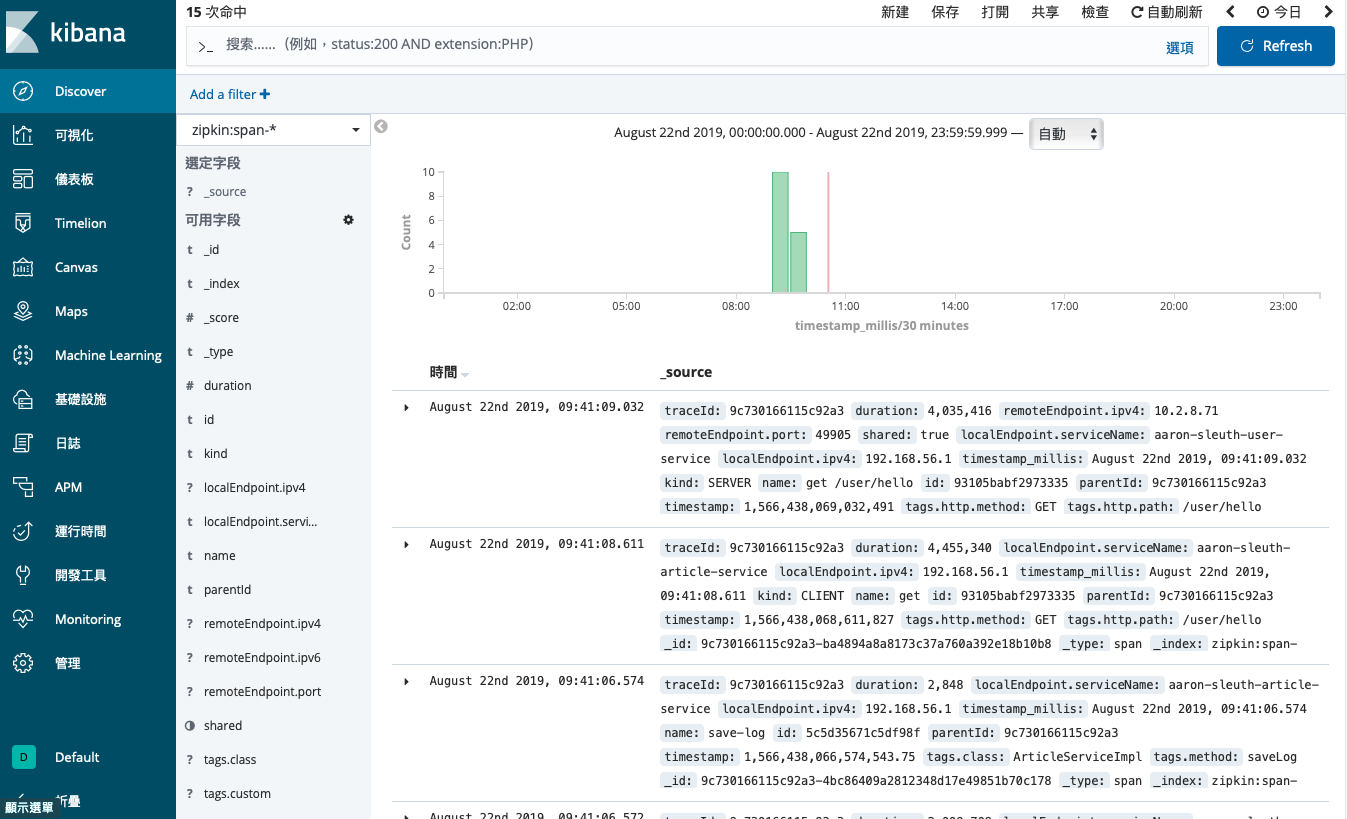 kibana
Discover
可視化
儀表板
Timelion
Canvas
Maps
Machine Learning
基礎設施
日誌
APM
運行時間
開發工具
Monitoring
管理
D Default
折疊
顯示選單
15 次命中
新建 保存 打開 共享 檢查 自動刷新 今日
>_ 搜索...... (例如，status:200 AND extension:PHP) 選項 Refresh
Add a filter +
zipkin:span-*
選定字段
? _source
可用字段
t _id
t _index
# _score
t _type
# duration
t id
t kind
? localEndpoint.ipv4
t localEndpoint.servi...
t name
t parentId
? remoteEndpoint.ipv4
? remoteEndpoint.ipv6
? remoteEndpoint.port
shared
? tags.class
? tags.custom
August 22nd 2019, 00:00:00.000 - August 22nd 2019, 23:59:59.999 — 自動
Count
10
8
6
4
2
0
02:00 05:00 08:00 11:00 14:00 17:00 20:00 23:00
timestamp_millis/30 minutes
時間 _source
August 22nd 2019, 09:41:09.032
traceId: 9c730166115c92a3 duration: 4,035,416 remoteEndpoint.ipv4: 10.2.8.71
remoteEndpoint.port: 49905 shared: true localEndpoint.serviceName: aaron-sleuth-user-
service localEndpoint.ipv4: 192.168.56.1 timestamp_millis: August 22nd 2019, 09:41:09.032
kind: SERVER name: get /user/hello id: 93105babf2973335 parentId: 9c730166115c92a3
timestamp: 1,566,438,069,032,491 tags.http.method: GET tags.http.path: /user/hello
August 22nd 2019, 09:41:08.611
traceId: 9c730166115c92a3 duration: 4,455,340 localEndpoint.serviceName: aaron-sleuth-
article-service localEndpoint.ipv4: 192.168.56.1 timestamp_millis: August 22nd 2019,
09:41:08.611 kind: CLIENT name: get id: 93105babf2973335 parentId: 9c730166115c92a3
timestamp: 1,566,438,068,611,827 tags.http.method: GET tags.http.path: /user/hello
_id: 9c730166115c92a3-ba4894a8a8173c37a760a392e18b10b8 _type: span _index: zipkin:span-
August 22nd 2019, 09:41:06.574
traceId: 9c730166115c92a3 duration: 2,848 localEndpoint.serviceName: aaron-sleuth-article-
service localEndpoint.ipv4: 192.168.56.1 timestamp_millis: August 22nd 2019, 09:41:06.574
name: save-log id: 5c5d35671c5df98f parentId: 9c730166115c92a3
timestamp: 1,566,438,066,574,543.75 tags.class: ArticleServiceImpl tags.method: saveLog
_id: 9c730166115c92a3-4bc86409a2812348d17e49851b70c178 _type: span _index: zipkin:span-
August 22nd 2019, 09:41:06.572